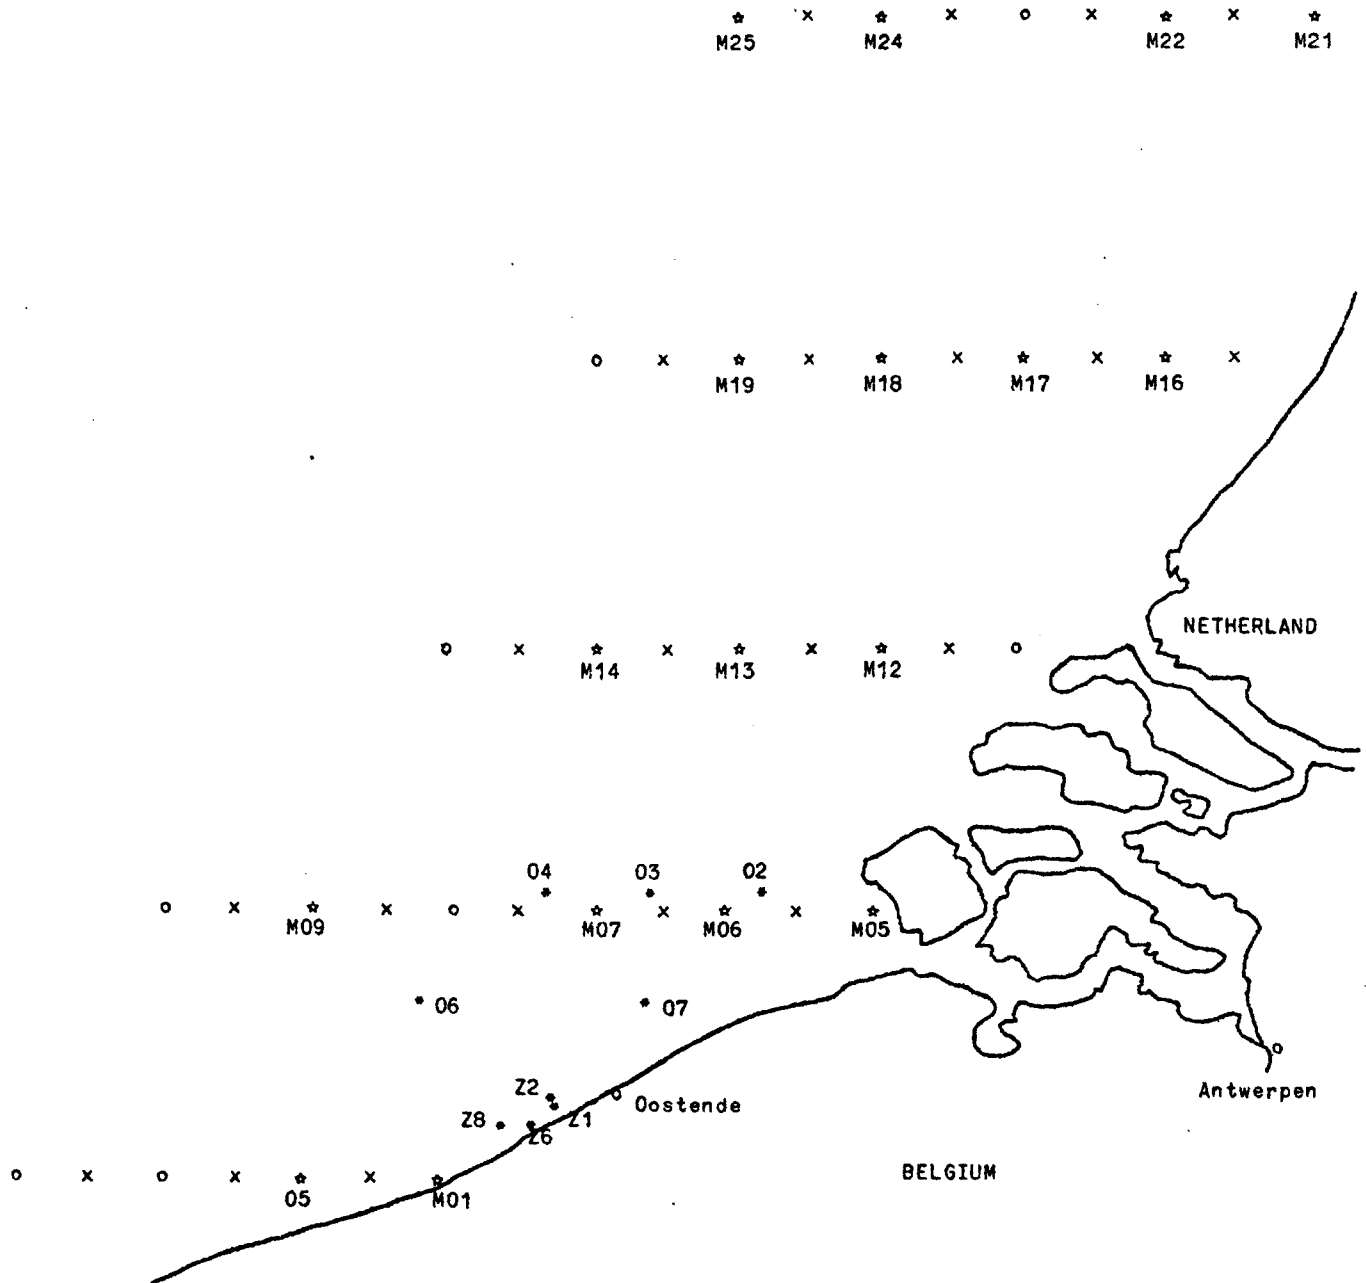 M25 M24 M22 M21
M19 M18 M17 M16
NETHERLAND
M14 M13 M12
04 03 02
M09 M07 M06 M05
06 07
Z2
Z8 Z6 Z1 Oostende
Antwerpen
BELGIUM
05 M01